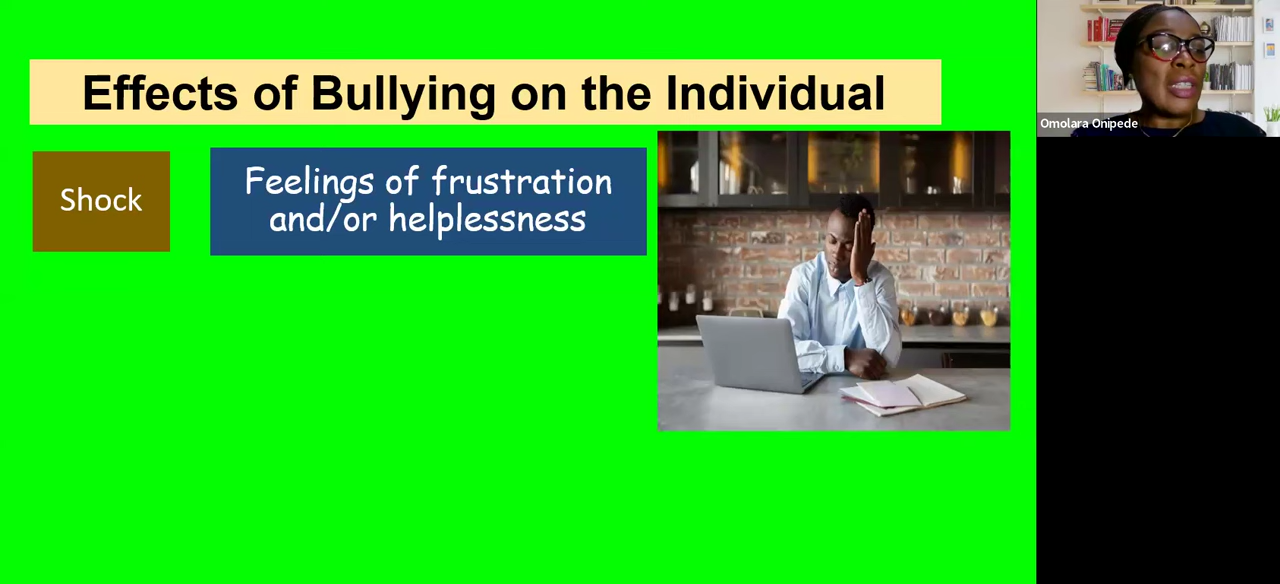 Effects of Bullying on the Individual
Shock
Feelings of frustration
and/or helplessness
Omolara Onipede